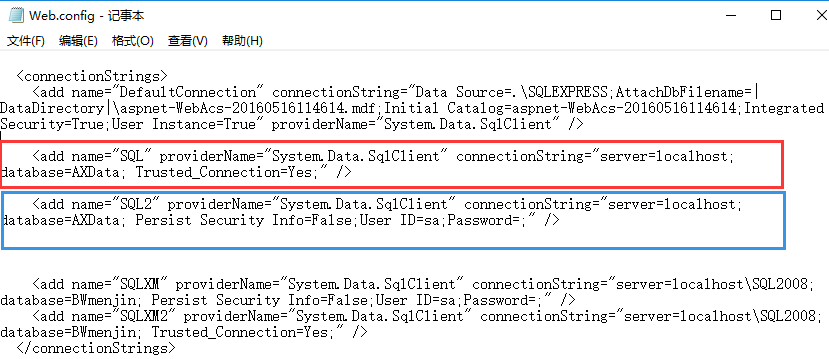 Web.config - 记事本
文件(F) 编辑(E) 格式(O) 查看(V) 帮助(H)
<connectionStrings>
<add name="DefaultConnection" connectionString="Data Source=.\SQLEXPRESS;AttachDbFilename=|
DataDirectory|\aspnet-WebAcs-20160516114614.mdf;Initial Catalog=aspnet-WebAcs-20160516114614;Integrated
Security=True;User Instance=True" providerName="System.Data.SqlClient" />
<add name="SQL" providerName="System.Data.SqlClient" connectionString="server=localhost;
database=AXData; Trusted_Connection=Yes;" />
<add name="SQL2" providerName="System.Data.SqlClient" connectionString="server=localhost;
database=AXData; Persist Security Info=False;User ID=sa;Password=;" />
<add name="SQLXM" providerName="System.Data.SqlClient" connectionString="server=localhost\SQL2008;
database=BWmenjin; Persist Security Info=False;User ID=sa;Password=;" />
<add name="SQLXM2" providerName="System.Data.SqlClient" connectionString="server=localhost\SQL2008;
database=BWmenjin; Trusted_Connection=Yes;" />
</connectionStrings>